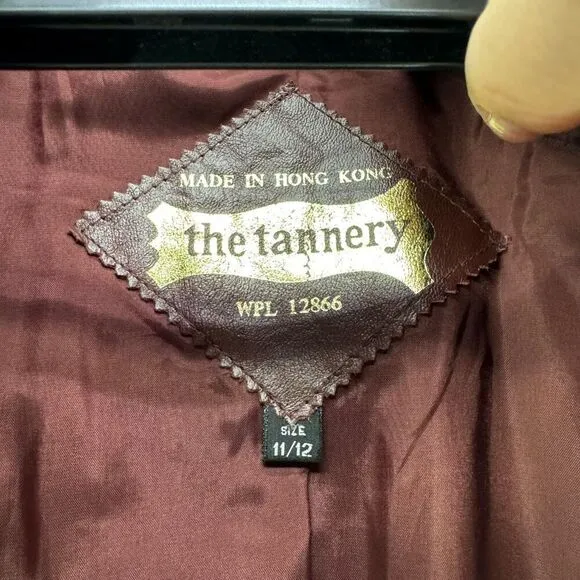 MADE IN HONG KONG
the tannery
WPL 12866
SIZE
11/12